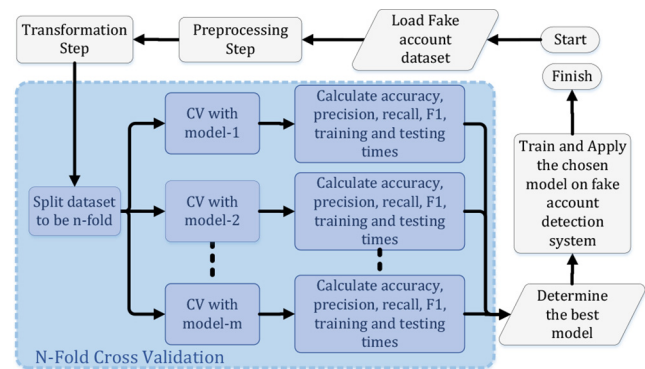 Start
Load Fake
account
dataset
Preprocessing
Step
Transformation
Step
Split dataset
to be n-fold
CV with
model-1
Calculate accuracy,
precision, recall, F1,
training and testing
times
CV with
model-2
Calculate accuracy,
precision, recall, F1,
training and testing
times
CV with
model-m
Calculate accuracy,
precision, recall, F1,
training and testing
times
N-Fold Cross Validation
Determine
the best
model
Train and Apply
the chosen
model on fake
account
detection
system
Finish